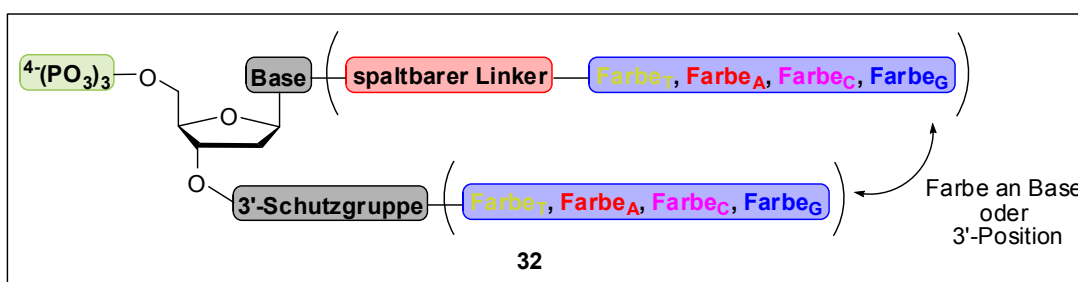 4-(PO3)3 O Base spaltbarer Linker FarbeT, FarbeA, FarbeC, FarbeG
O
O
3'-Schutzgruppe FarbeT, FarbeA, FarbeC, FarbeG
Farbe an Base
oder
3'-Position
32